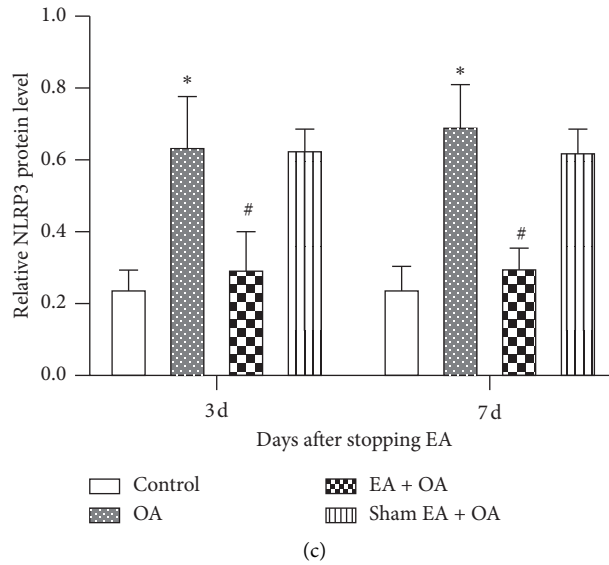 1.0
0.8
0.6
0.4
0.2
0.0
Relative NLRP3 protein level
*
#
*
#
3 d
7 d
Days after stopping EA
Control
EA + OA
OA
Sham EA + OA
(c)